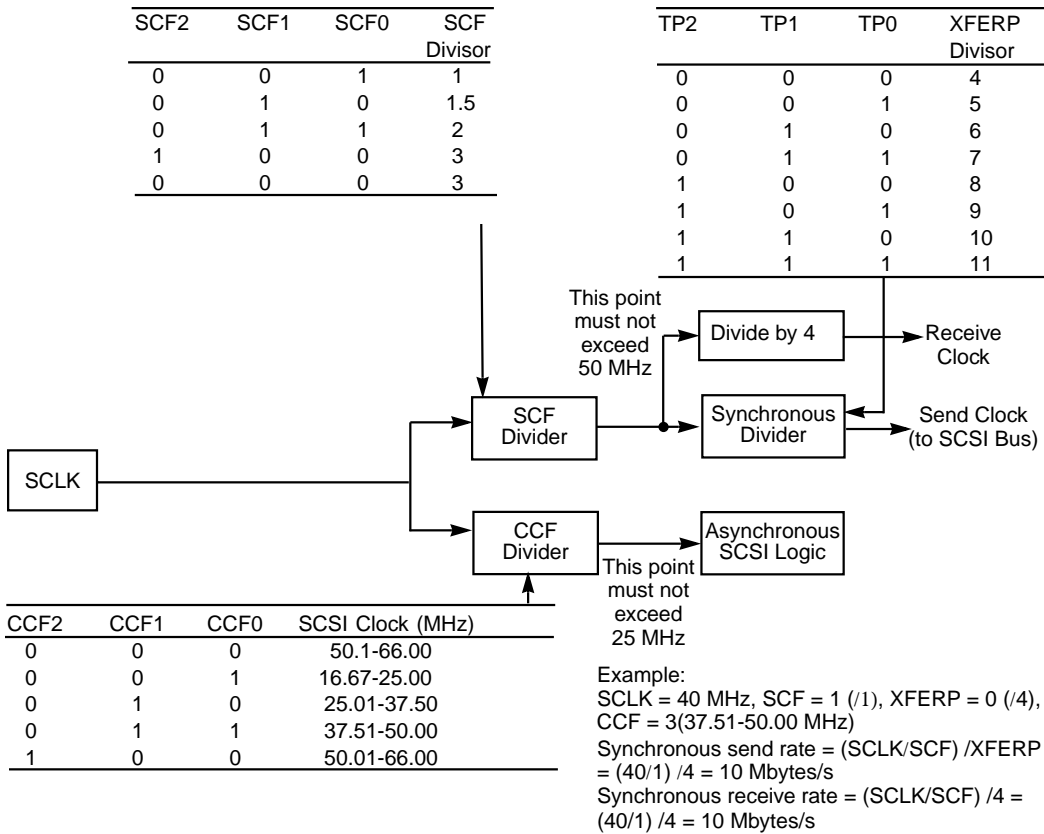 SCF2 SCF1 SCF0 SCF
Divisor
0 0 1 1
0 1 0 1.5
0 1 1 2
1 0 0 3
0 0 0 3
TP2 TP1 TP0 XFERP
Divisor
0 0 0 4
0 0 1 5
0 1 0 6
0 1 1 7
1 0 0 8
1 0 1 9
1 1 0 10
1 1 1 11
This point
must not
exceed
50 MHz
Divide by 4
Receive
Clock
SCF
Divider
Synchronous
Divider
Send Clock
(to SCSI Bus)
SCLK
CCF
Divider
Asynchronous
SCSI Logic
This point
must not
exceed
25 MHz
CCF2 CCF1 CCF0 SCSI Clock (MHz)
0 0 0 50.1-66.00
0 0 1 16.67-25.00
0 1 0 25.01-37.50
0 1 1 37.51-50.00
1 0 0 50.01-66.00
Example:
SCLK = 40 MHz, SCF = 1 (/1), XFERP = 0 (/4),
CCF = 3(37.51-50.00 MHz)
Synchronous send rate = (SCLK/SCF) /XFERP
= (40/1) /4 = 10 Mbytes/s
Synchronous receive rate = (SCLK/SCF) /4 =
(40/1) /4 = 10 Mbytes/s